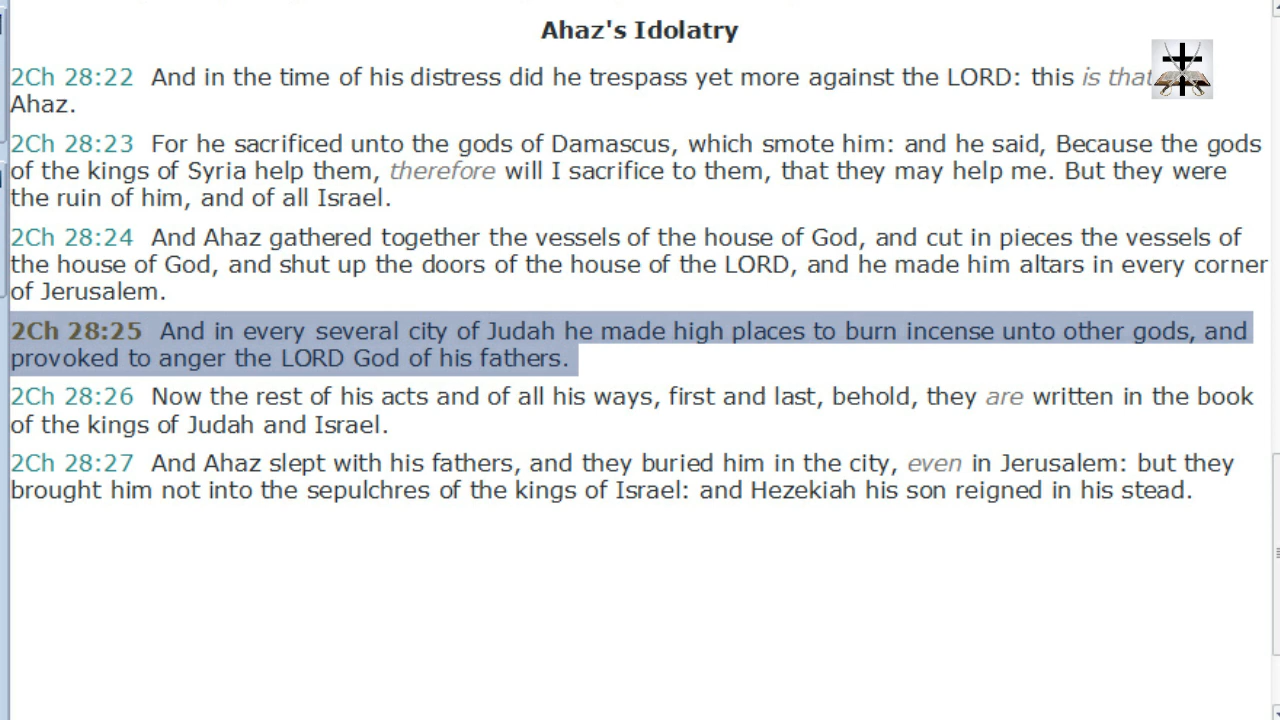 Ahaz's Idolatry
2Ch 28:22 And in the time of his distress did he trespass yet more against the LORD: this is that
Ahaz.
2Ch 28:23 For he sacrificed unto the gods of Damascus, which smote him: and he said, Because the gods
of the kings of Syria help them, therefore will I sacrifice to them, that they may help me. But they were
the ruin of him, and of all Israel.
2Ch 28:24 And Ahaz gathered together the vessels of the house of God, and cut in pieces the vessels of
the house of God, and shut up the doors of the house of the LORD, and he made him altars in every corner
of Jerusalem.
2Ch 28:25 And in every several city of Judah he made high places to burn incense unto other gods, and
provoked to anger the LORD God of his fathers.
2Ch 28:26 Now the rest of his acts and of all his ways, first and last, behold, they are written in the book
of the kings of Judah and Israel.
2Ch 28:27 And Ahaz slept with his fathers, and they buried him in the city, even in Jerusalem: but they
brought him not into the sepulchres of the kings of Israel: and Hezekiah his son reigned in his stead.